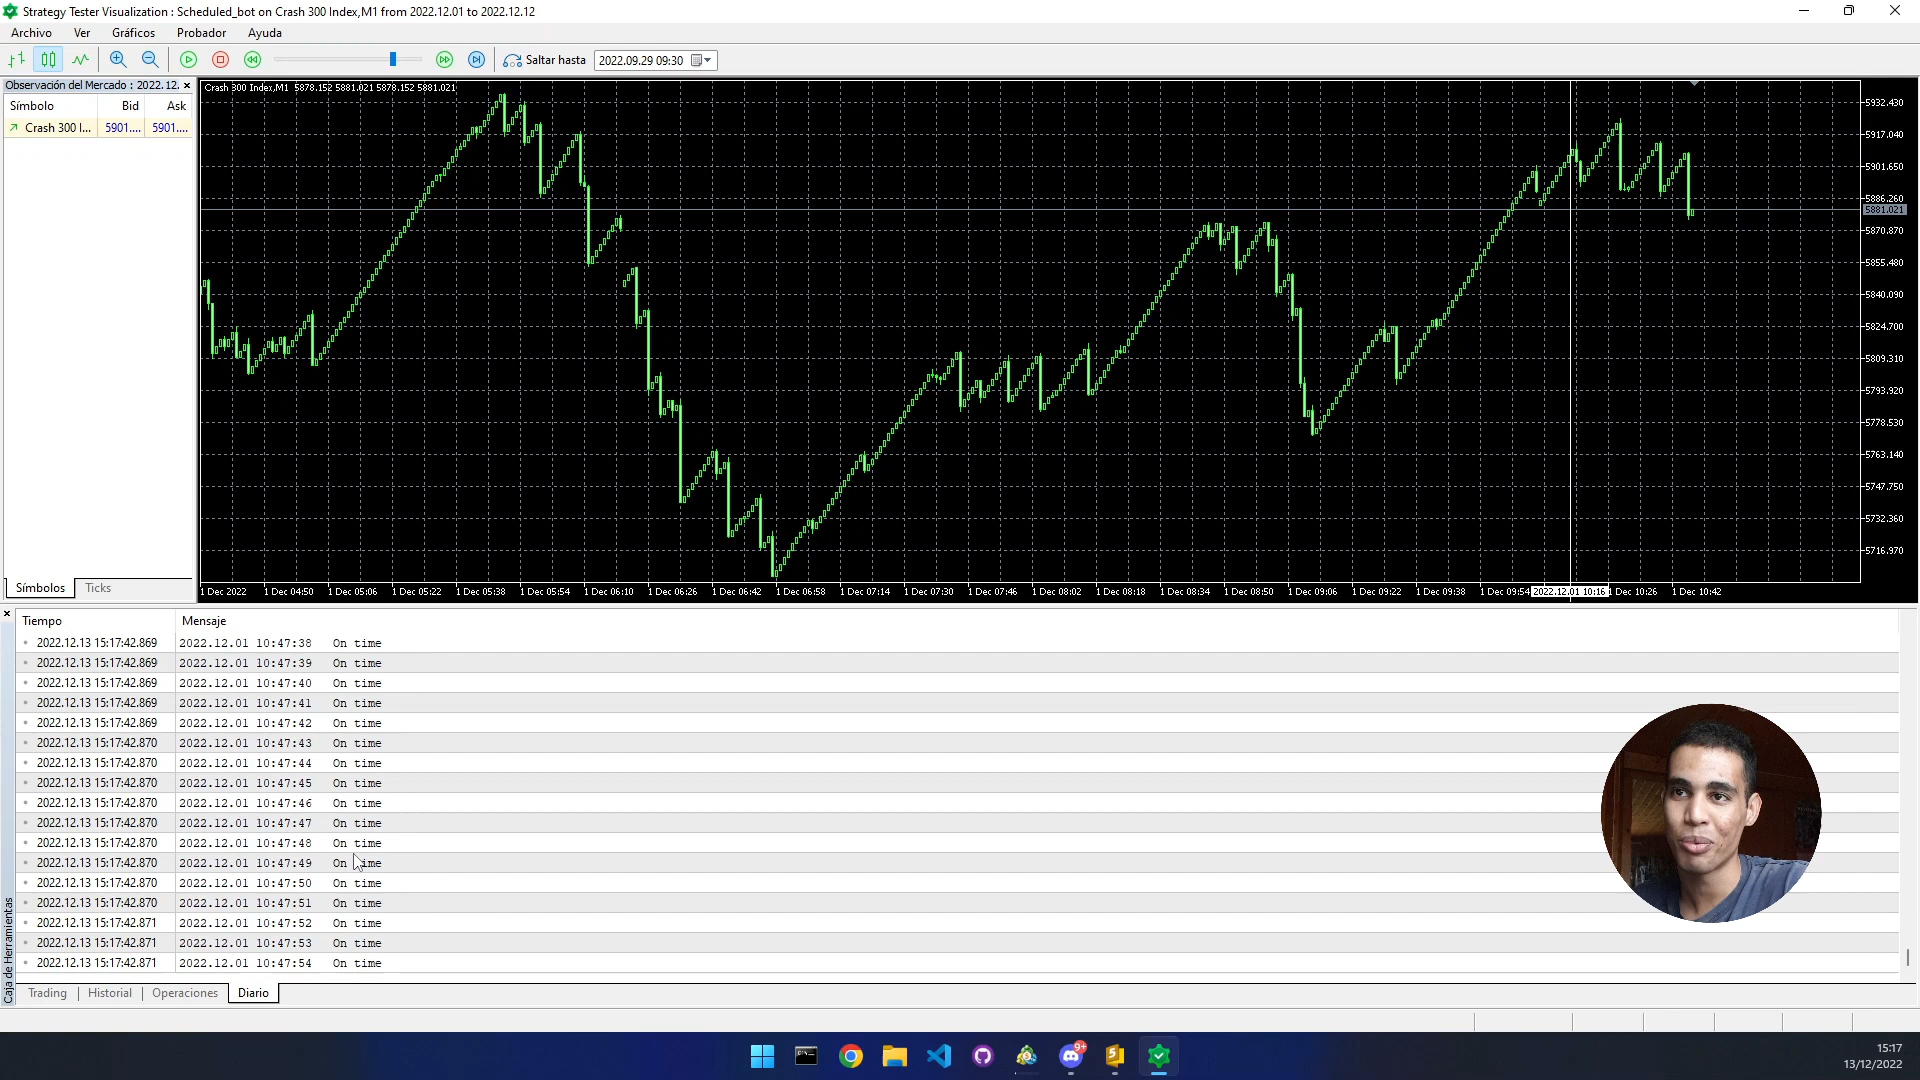 Strategy Tester Visualization : Scheduled_bot on Crash 300 Index,M1 from 2022.12.01 to 2022.12.12
Archivo Ver Gráficos Probador Ayuda
Saltar hasta 2022.09.29 09:30
Observación del Mercado : 2022.12.
Símbolo Bid Ask
Crash 300 I... 5901.... 5901....
Símbolos Ticks
Crash 300 Index,M1 5878.152 5881.021 5878.152 5881.021
5932.430
5917.040
5901.650
5886.260
5881.021
5870.870
5855.480
5840.090
5824.700
5809.310
5793.920
5778.530
5763.140
5747.750
5732.360
5716.970
1 Dec 2022 1 Dec 04:50 1 Dec 05:06 1 Dec 05:22 1 Dec 05:38 1 Dec 05:54 1 Dec 06:10 1 Dec 06:26 1 Dec 06:42 1 Dec 06:58 1 Dec 07:14 1 Dec 07:30 1 Dec 07:46 1 Dec 08:02 1 Dec 08:18 1 Dec 08:34 1 Dec 08:50 1 Dec 09:06 1 Dec 09:22 1 Dec 09:38 1 Dec 09:54 2022.12.01 10:16 Dec 10:26 1 Dec 10:42
Tiempo Mensaje
2022.12.13 15:17:42.869 2022.12.01 10:47:38 On time
2022.12.13 15:17:42.869 2022.12.01 10:47:39 On time
2022.12.13 15:17:42.869 2022.12.01 10:47:40 On time
2022.12.13 15:17:42.869 2022.12.01 10:47:41 On time
2022.12.13 15:17:42.869 2022.12.01 10:47:42 On time
2022.12.13 15:17:42.870 2022.12.01 10:47:43 On time
2022.12.13 15:17:42.870 2022.12.01 10:47:44 On time
2022.12.13 15:17:42.870 2022.12.01 10:47:45 On time
2022.12.13 15:17:42.870 2022.12.01 10:47:46 On time
2022.12.13 15:17:42.870 2022.12.01 10:47:47 On time
2022.12.13 15:17:42.870 2022.12.01 10:47:48 On time
2022.12.13 15:17:42.870 2022.12.01 10:47:49 On time
2022.12.13 15:17:42.870 2022.12.01 10:47:50 On time
2022.12.13 15:17:42.870 2022.12.01 10:47:51 On time
2022.12.13 15:17:42.871 2022.12.01 10:47:52 On time
2022.12.13 15:17:42.871 2022.12.01 10:47:53 On time
2022.12.13 15:17:42.871 2022.12.01 10:47:54 On time
Caja de Herramientas
Trading Historial Operaciones Diario
9+
5
15:17
13/12/2022